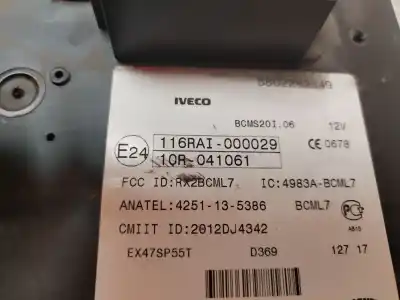 IVECO
BCMS20I.06 12V
E24 116RAI-000029 CE 0678
10R-041061
FCC ID:RX2BCML7 IC:4983A-BCML7
ANATEL:4251-13-5386 BCML7
CMIIT ID:2012DJ4342
EX47SP55T D369 127 17